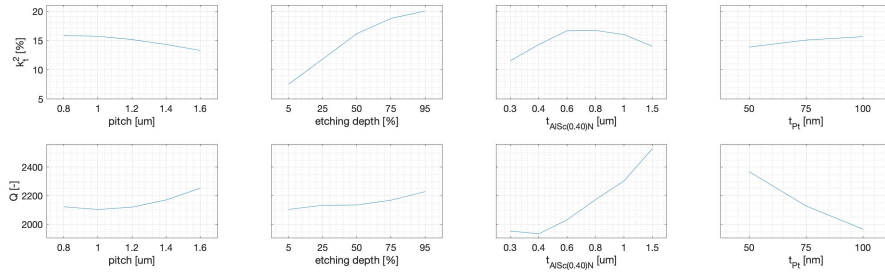 20
15
10
5
k_t^2 [%]
0.8 1 1.2 1.4 1.6
pitch [um]
5 25 50 75 95
etching depth [%]
0.3 0.4 0.6 0.8 1 1.5
t_AlSc(0.40)N [um]
50 75 100
t_Pt [nm]
2400
2200
2000
Q [-]
0.8 1 1.2 1.4 1.6
pitch [um]
5 25 50 75 95
etching depth [%]
0.3 0.4 0.6 0.8 1 1.5
t_AlSc(0.40)N [um]
50 75 100
t_Pt [nm]